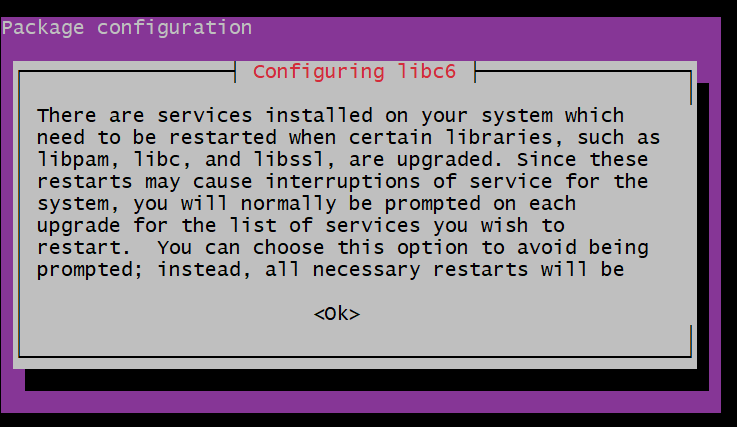 Package configuration
Configuring libc6
There are services installed on your system which
need to be restarted when certain libraries, such as
libpam, libc, and libssl, are upgraded. Since these
restarts may cause interruptions of service for the
system, you will normally be prompted on each
upgrade for the list of services you wish to
restart.  You can choose this option to avoid being
prompted; instead, all necessary restarts will be
<Ok>